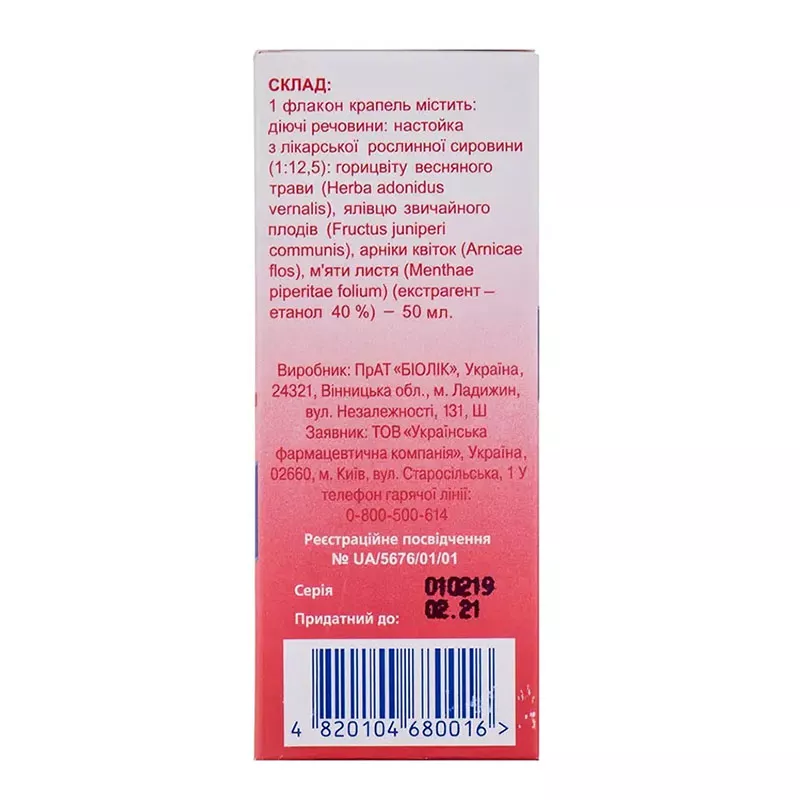 СКЛАД:
1 флакон крапель містить:
діючі речовини: настойка
з лікарської рослинної сировини
(1:12,5): горицвіту весняного
трави (Herba adonidus
vernalis), ялівцю звичайного
плодів (Fructus juniperi
communis), арніки квіток (Arnicae
flos), м'яти листя (Menthae
piperitae folium) (екстрагент –
етанол 40 %) – 50 мл.
Виробник: ПрАТ «БІОЛІК», Україна,
24321, Вінницька обл., м. Ладижин,
вул. Незалежності, 131, Ш
Заявник: ТОВ «Українська
фармацевтична компанія», Україна,
02660, м. Київ, вул. Старосільська, 1 У
телефон гарячої лінії:
0-800-500-614
Реєстраційне посвідчення
№ UA/5676/01/01
Серія 010219
Придатний до: 02.21
4 820104 680016 >